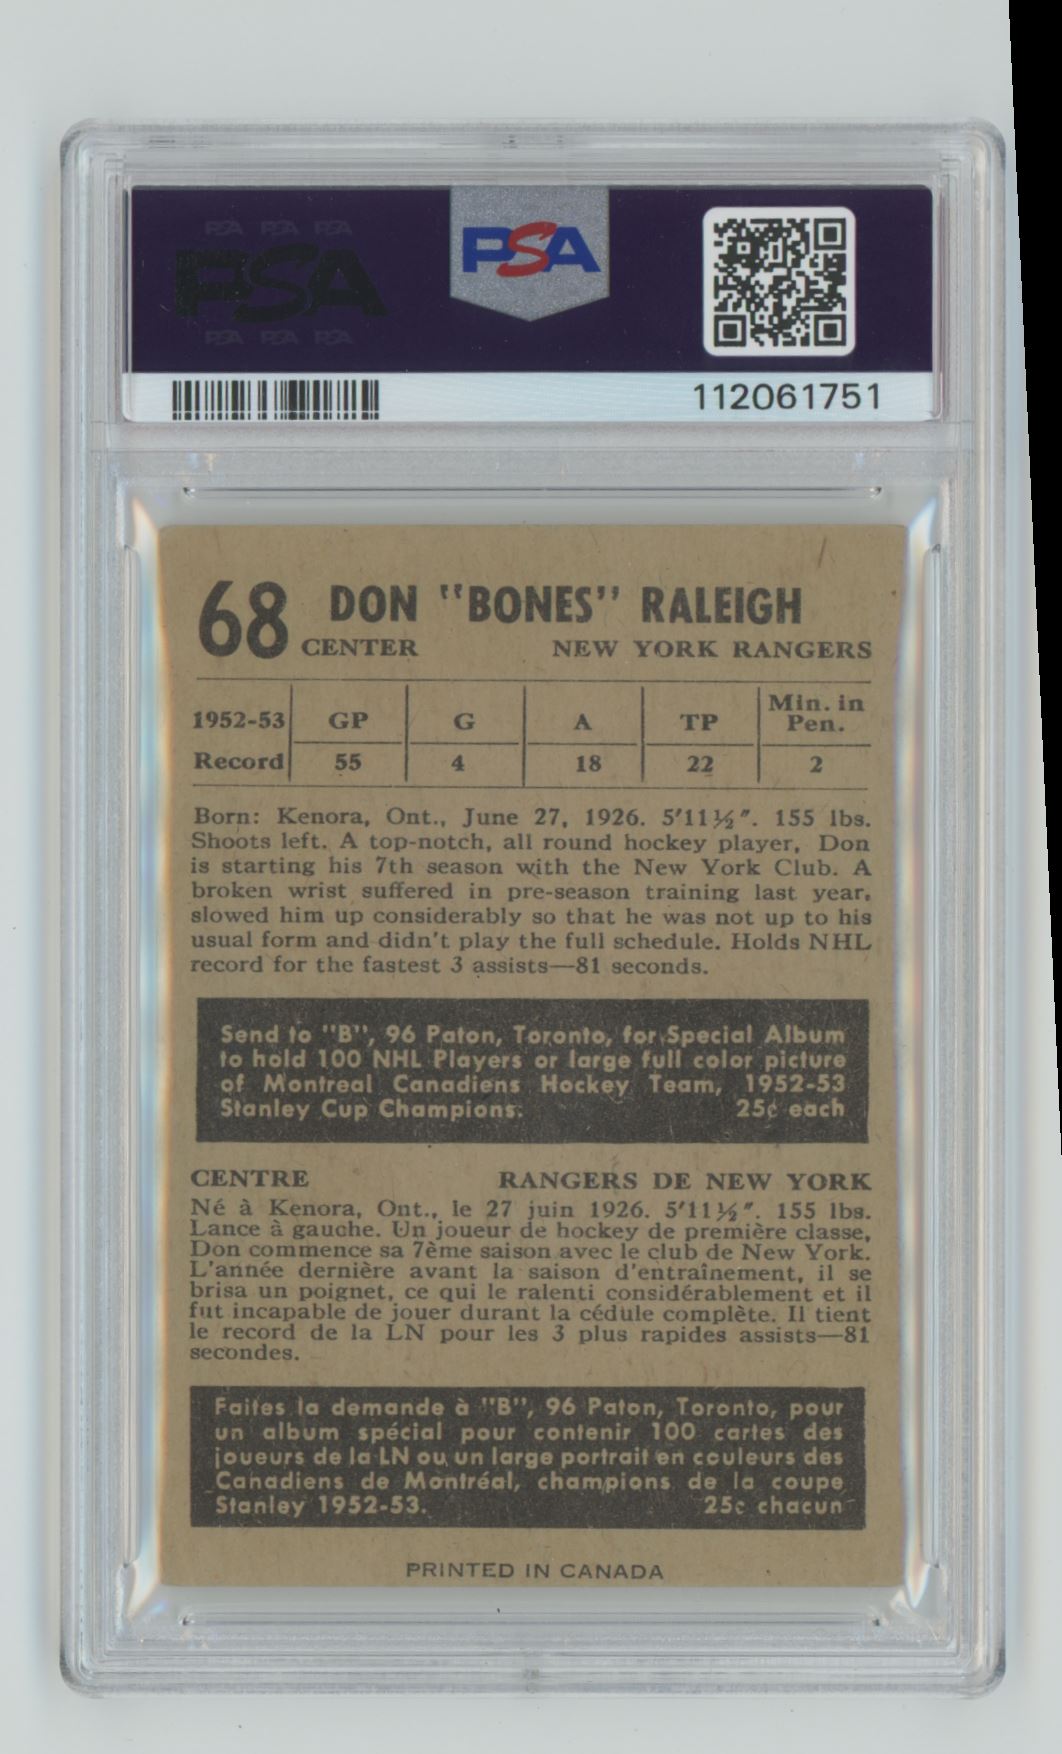 PSA PSA PSA
PSA
PSA PSA PSA
PSA
112061751
68 DON "BONES" RALEIGH
CENTER NEW YORK RANGERS
1952-53 GP G A TP Min. in Pen.
Record 55 4 18 22 2
Born: Kenora, Ont., June 27, 1926. 5'11½". 155 lbs.
Shoots left. A top-notch, all round hockey player, Don
is starting his 7th season with the New York Club. A
broken wrist suffered in pre-season training last year,
slowed him up considerably so that he was not up to his
usual form and didn't play the full schedule. Holds NHL
record for the fastest 3 assists—81 seconds.
Send to "B", 96 Paton, Toronto, for Special Album
to hold 100 NHL Players or large full color picture
of Montreal Canadiens Hockey Team, 1952-53
Stanley Cup Champions. 25¢ each
CENTRE RANGERS DE NEW YORK
Né à Kenora, Ont., le 27 juin 1926. 5'11½". 155 lbs.
Lance à gauche. Un joueur de hockey de première classe,
Don commence sa 7ème saison avec le club de New York.
L'année dernière avant la saison d'entraînement, il se
brisa un poignet, ce qui le ralenti considérablement et il
fut incapable de jouer durant la cédule complète. Il tient
le record de la LN pour les 3 plus rapides assists—81
secondes.
Faites la demande à "B", 96 Paton, Toronto, pour
un album spécial pour contenir 100 cartes des
joueurs de la LN ou un large portrait en couleurs des
Canadiens de Montréal, champions de la coupe
Stanley 1952-53. 25c chacun
PRINTED IN CANADA